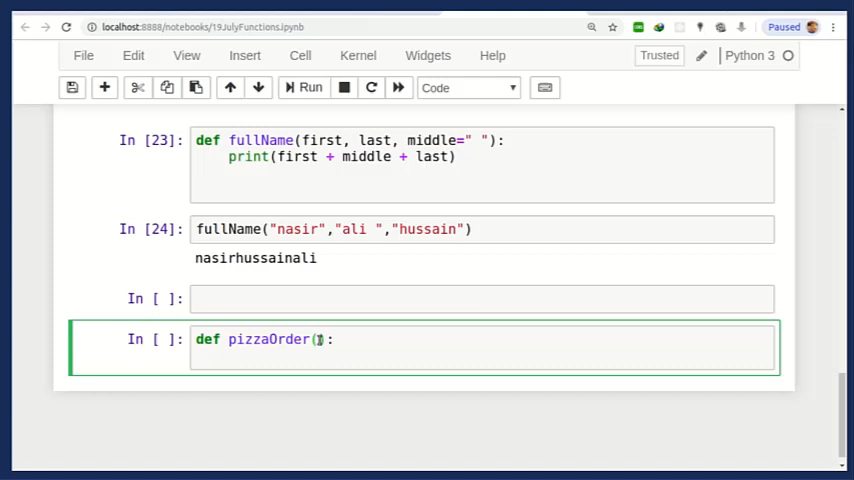 localhost:8888/notebooks/19JulyFunctions.ipynb
Paused
File Edit View Insert Cell Kernel Widgets Help
Trusted Python 3
Run Code
In [23]: def fullName(first, last, middle=" "):
print(first + middle + last)
In [24]: fullName("nasir","ali ","hussain")
nasirhussainali
In [ ]:
In [ ]: def pizzaOrder():